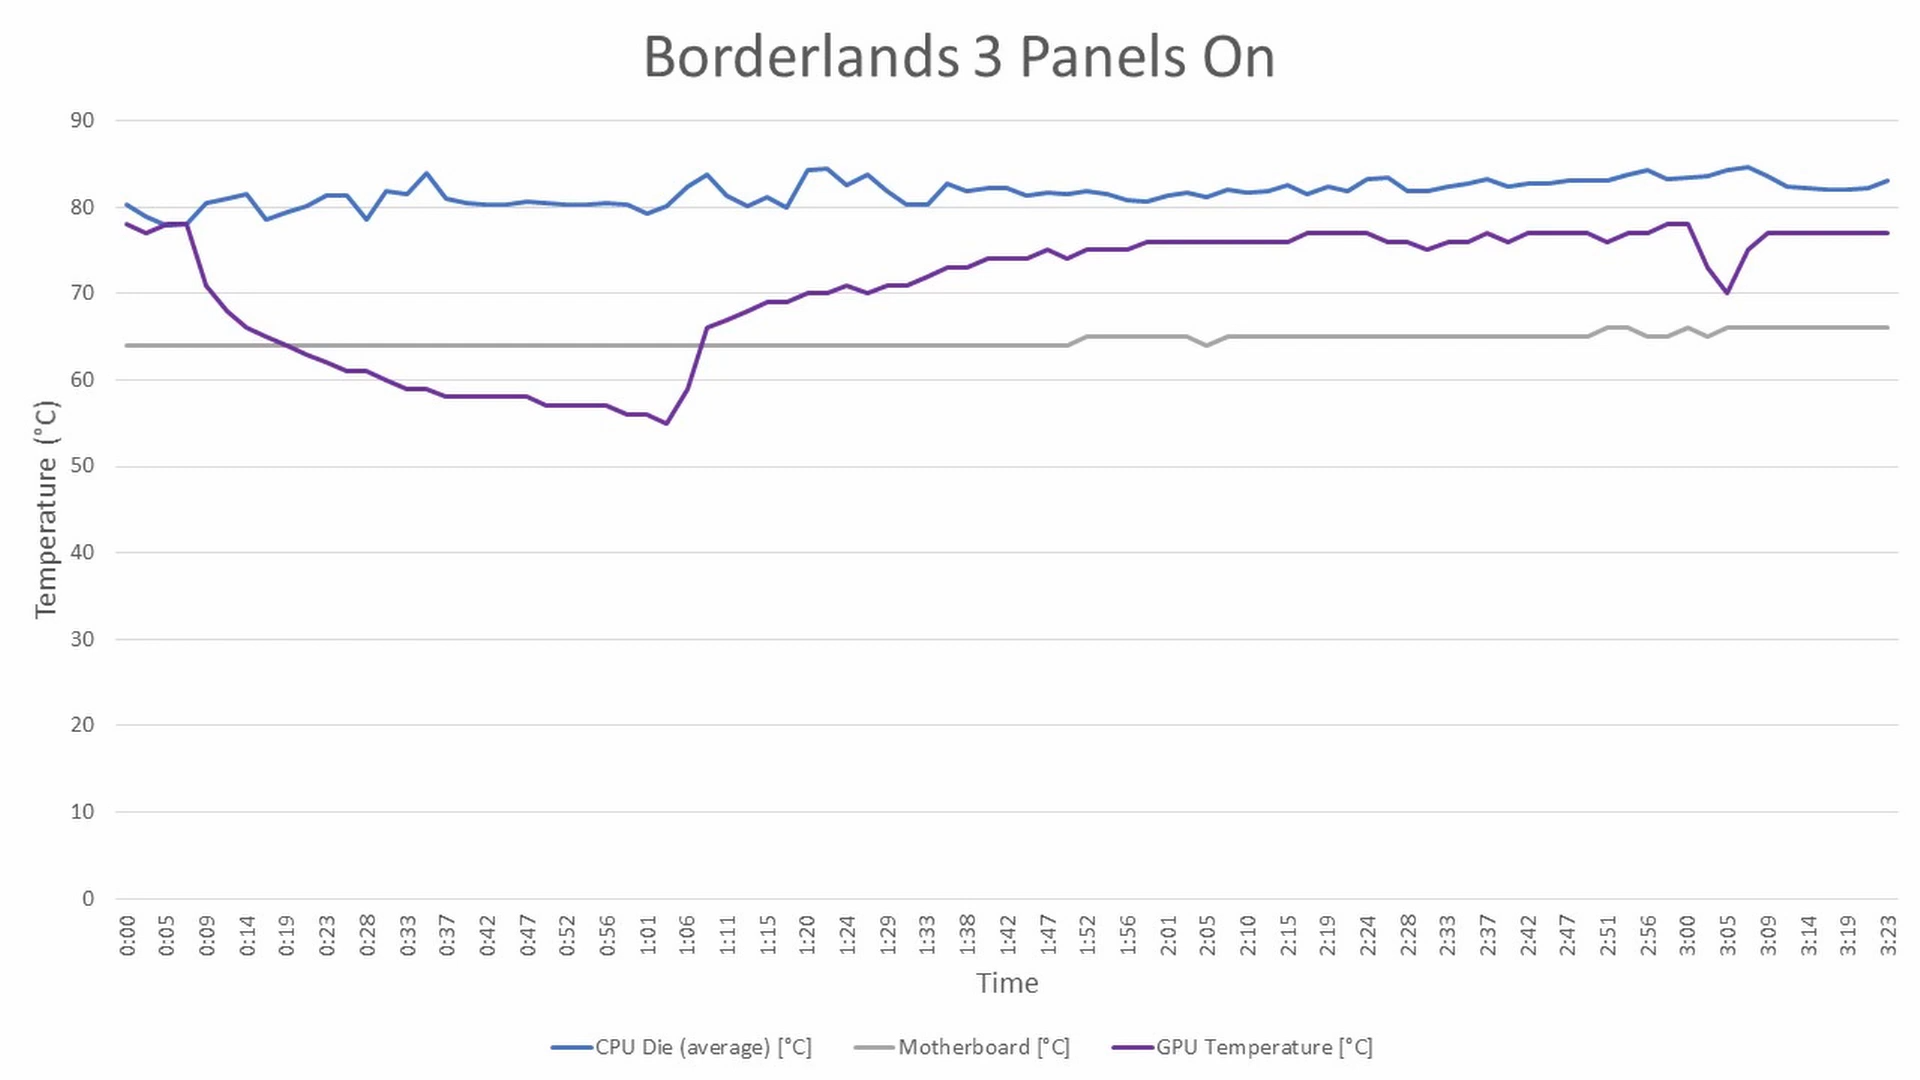 Borderlands 3 Panels On
90
80
70
60
50
40
30
20
10
0
Temperature (°C)
0:00 0:05 0:09 0:14 0:19 0:23 0:28 0:33 0:37 0:42 0:47 0:52 0:56 1:01 1:06 1:11 1:15 1:20 1:24 1:29 1:33 1:38 1:42 1:47 1:52 1:56 2:01 2:05 2:10 2:15 2:19 2:24 2:28 2:33 2:37 2:42 2:47 2:51 2:56 3:00 3:05 3:09 3:14 3:19 3:23
Time
CPU Die (average) [°C] Motherboard [°C] GPU Temperature [°C]